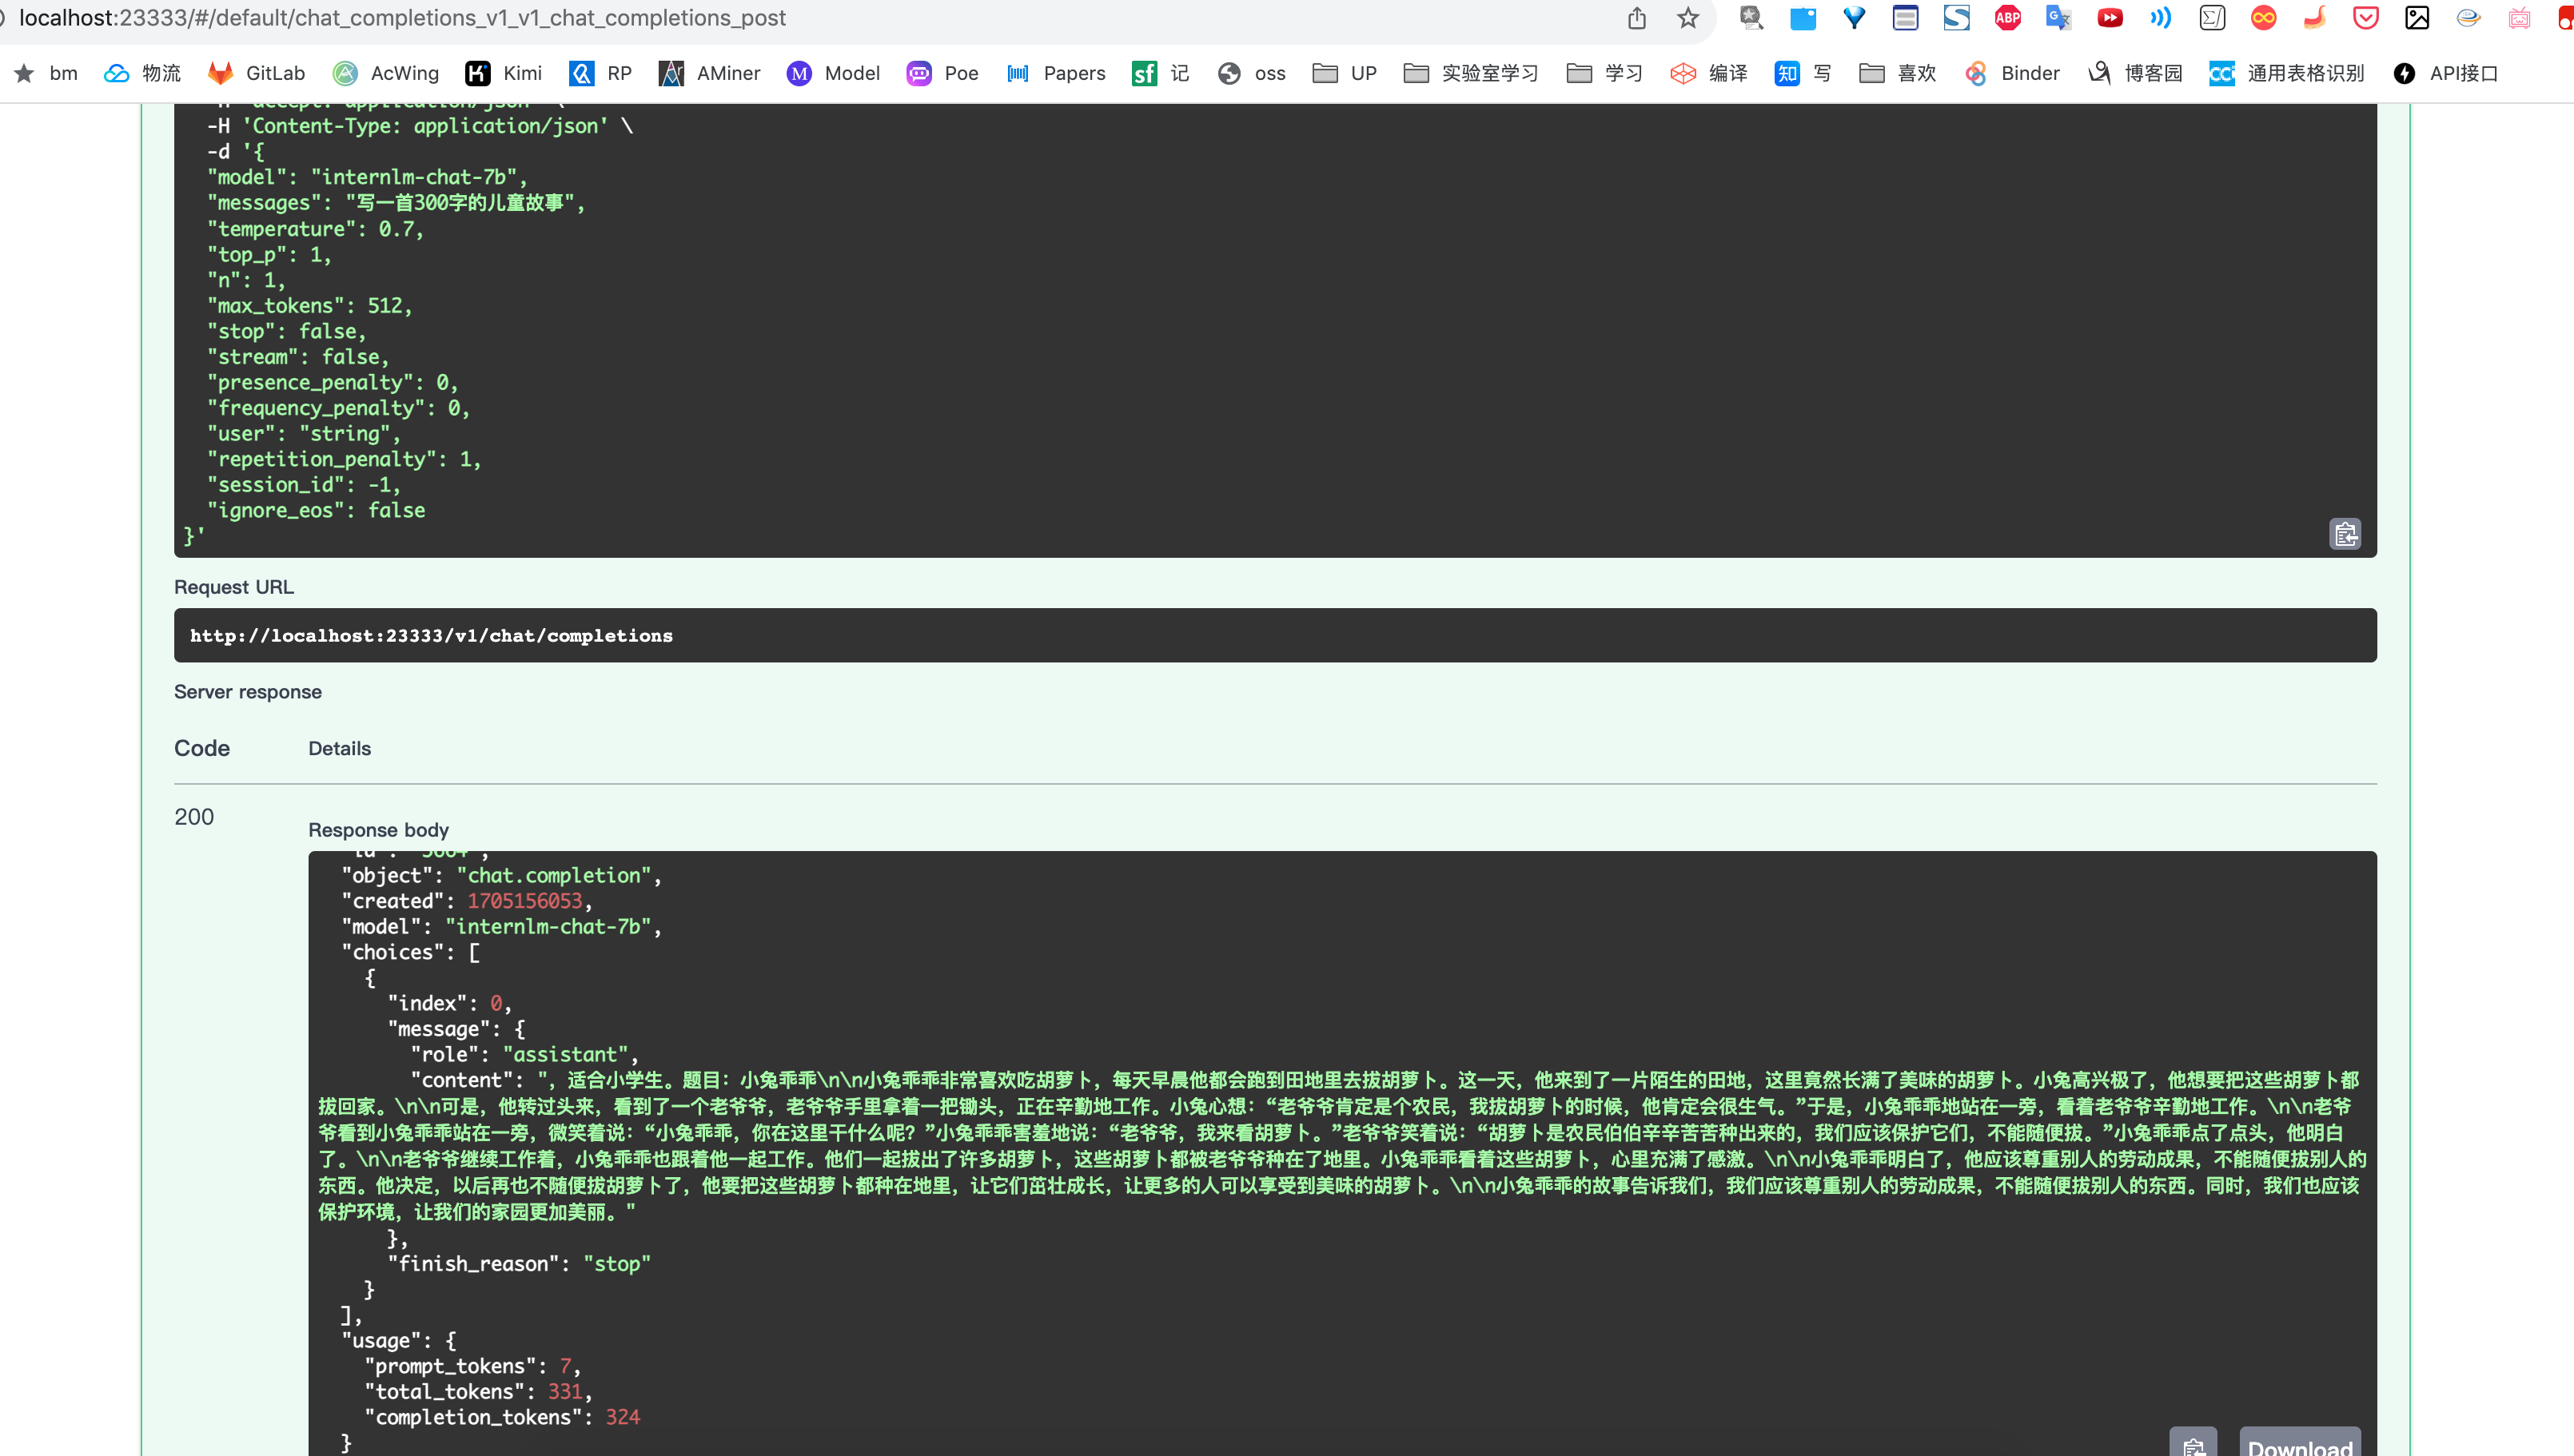 localhost:23333/#/default/chat_completions_v1_v1_chat_completions_post
bm 物流 GitLab AcWing Kimi RP AMiner Model Poe Papers 记 oss UP 实验室学习 学习 编译 写 喜欢 Binder 博客园 通用表格识别 API接口
-H 'accept: application/json' \
-H 'Content-Type: application/json' \
-d '{
"model": "internlm-chat-7b",
"messages": "写一首300字的儿童故事",
"temperature": 0.7,
"top_p": 1,
"n": 1,
"max_tokens": 512,
"stop": false,
"stream": false,
"presence_penalty": 0,
"frequency_penalty": 0,
"user": "string",
"repetition_penalty": 1,
"session_id": -1,
"ignore_eos": false
}'
Request URL
http://localhost:23333/v1/chat/completions
Server response
Code Details
200
Response body
"object": "chat.completion",
"created": 1705156053,
"model": "internlm-chat-7b",
"choices": [
{
"index": 0,
"message": {
"role": "assistant",
"content": "，适合小学生。题目：小兔乖乖\n\n小兔乖乖非常喜欢吃胡萝卜，每天早晨他都会跑到田地里去拔胡萝卜。这一天，他来到了一片陌生的田地，这里竟然长满了美味的胡萝卜。小兔高兴极了，他想要把这些胡萝卜都
拔回家。\n\n可是，他转过头来，看到了一个老爷爷，老爷爷手里拿着一把锄头，正在辛勤地工作。小兔心想：“老爷爷肯定是个农民，我拔胡萝卜的时候，他肯定会很生气。”于是，小兔乖乖地站在一旁，看着老爷爷辛勤地工作。\n\n老爷
爷看到小兔乖乖站在一旁，微笑着说：“小兔乖乖，你在这里干什么呢？”小兔乖乖害羞地说：“老爷爷，我来看胡萝卜。”老爷爷笑着说：“胡萝卜是农民伯伯辛辛苦苦种出来的，我们应该保护它们，不能随便拔。”小兔乖乖点了点头，他明白
了。\n\n老爷爷继续工作着，小兔乖乖也跟着他一起工作。他们一起拔出了许多胡萝卜，这些胡萝卜都被老爷爷种在了地里。小兔乖乖看着这些胡萝卜，心里充满了感激。\n\n小兔乖乖明白了，他应该尊重别人的劳动成果，不能随便拔别人的
东西。他决定，以后再也不随便拔胡萝卜了，他要把这些胡萝卜都种在地里，让它们茁壮成长，让更多的人可以享受到美味的胡萝卜。\n\n小兔乖乖的故事告诉我们，我们应该尊重别人的劳动成果，不能随便拔别人的东西。同时，我们也应该
保护环境，让我们的家园更加美丽。"
},
"finish_reason": "stop"
}
],
"usage": {
"prompt_tokens": 7,
"total_tokens": 331,
"completion_tokens": 324
}
Download